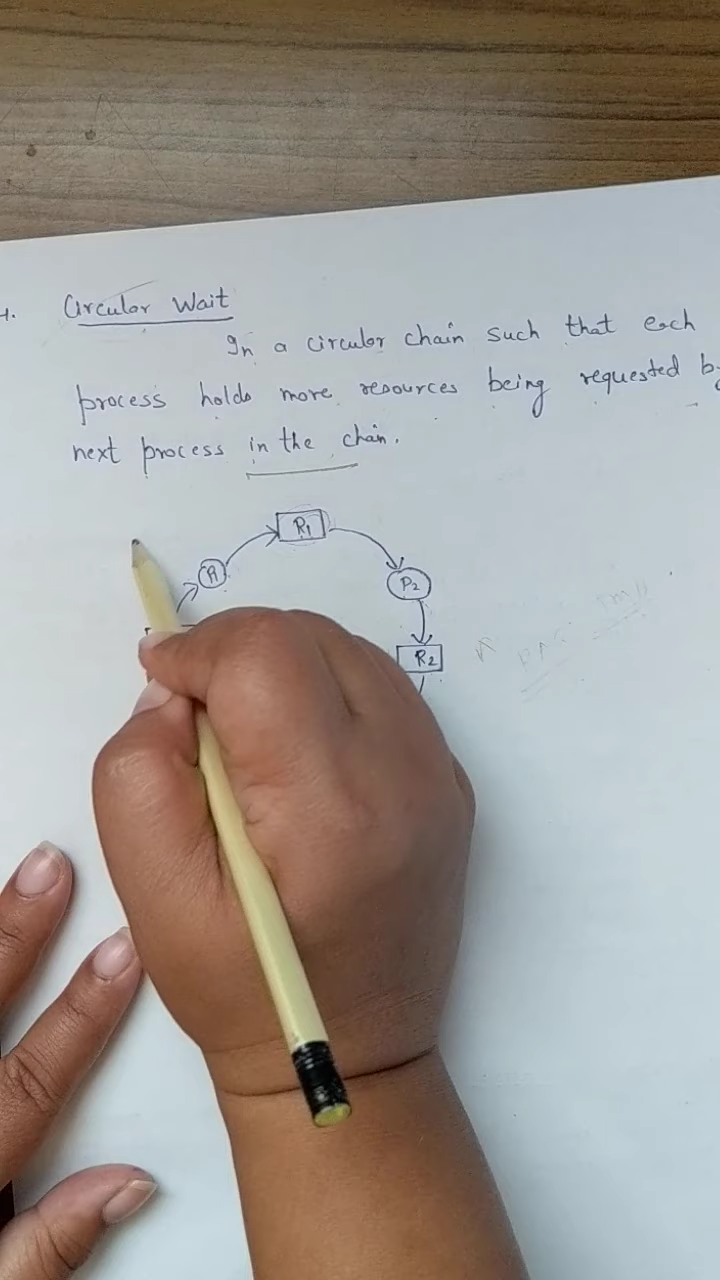 4. Circular Wait
In a circular chain such that each
process holds more resources being requested by
next process in the chain.
R1
P1
P2
R2